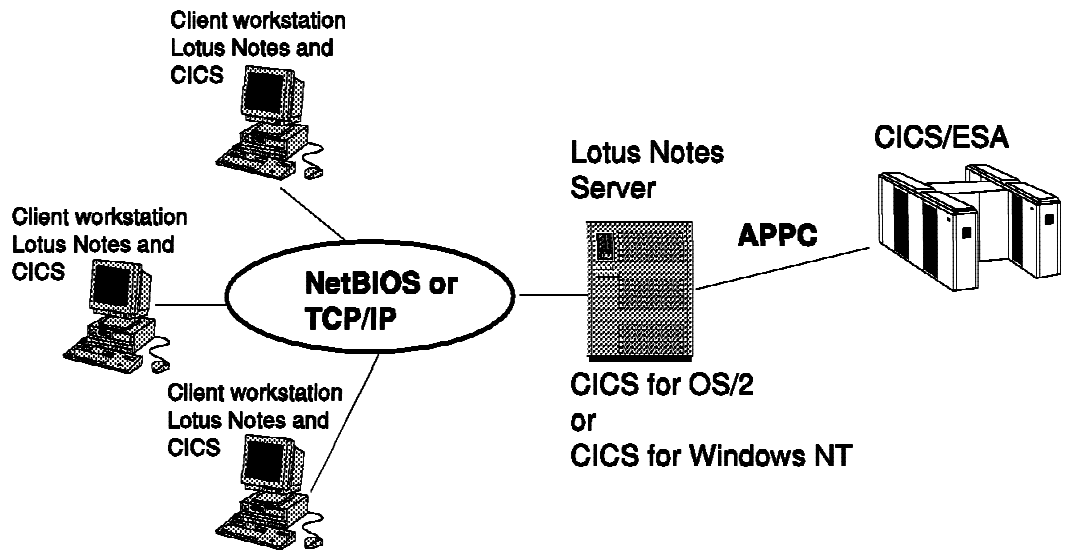 Client workstation
Lotus Notes and
CICS
Client workstation
Lotus Notes and
CICS
Client workstation
Lotus Notes and
CICS
NetBIOS or
TCP/IP
Lotus Notes
Server
APPC
CICS/ESA
CICS for OS/2
or
CICS for Windows NT